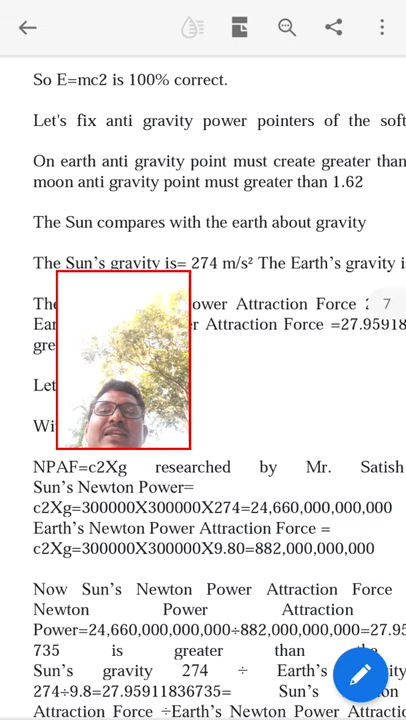 So E=mc2 is 100% correct.
Let's fix anti gravity power pointers of the soft
On earth anti gravity point must create greater than
moon anti gravity point must greater than 1.62
The Sun compares with the earth about gravity
The Sun's gravity is= 274 m/s² The Earth's gravity i
ower Attraction Force
7
Attraction Force =27.95918
gre
Let
NPAF=c2Xg researched by Mr. Satish
Sun's Newton Power=
c2Xg=300000X300000X274=24,660,000,000,000
Earth's Newton Power Attraction Force =
c2Xg=300000X300000X9.80=882,000,000,000
Now Sun's Newton Power Attraction Force
Newton Power Attraction
Power=24,660,000,000,000÷882,000,000,000=27.95
735 is greater than the
Sun's gravity 274 ÷ Earth's
274÷9.8=27.95911836735= Sun's
Attraction Force ÷Earth's Newton Power Attractio